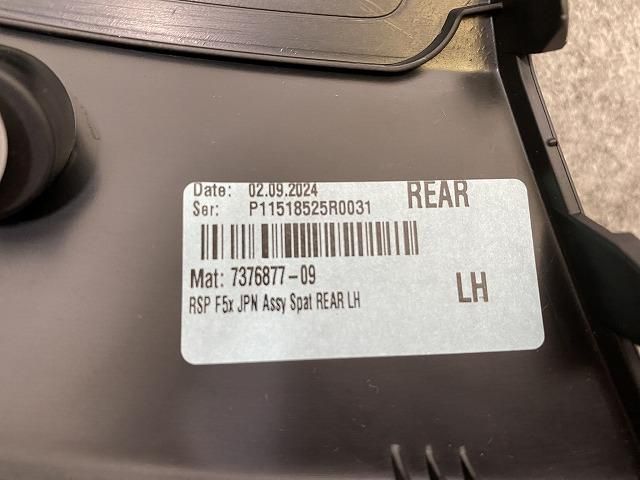 Date: 02.09.2024 REAR
Ser: P11518525R0031
Mat: 7376877-09
RSP F5x JPN Assy Spat REAR LH
LH